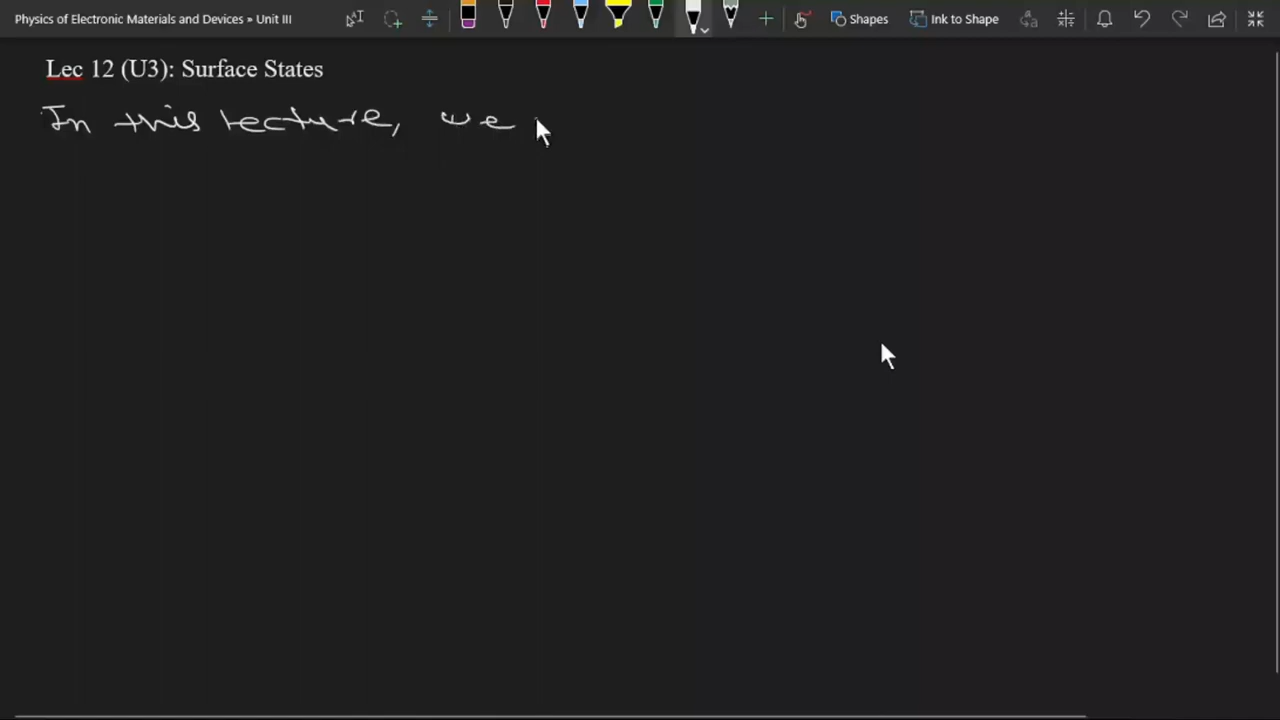 Physics of Electronic Materials and Devices » Unit III
Shapes
Ink to Shape
Lec 12 (U3): Surface States
In this lecture, we